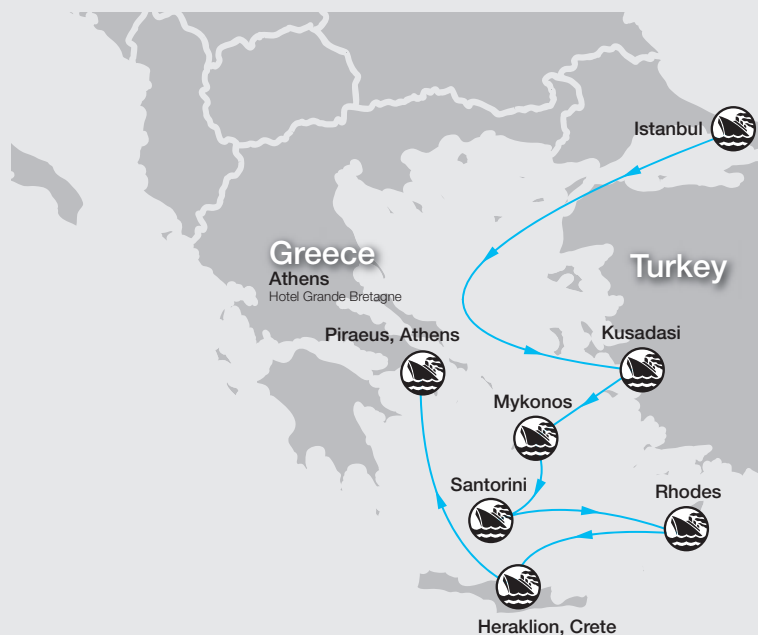 Istanbul
Greece
Athens
Hotel Grande Bretagne
Turkey
Piraeus, Athens
Kusadasi
Mykonos
Santorini
Rhodes
Heraklion, Crete